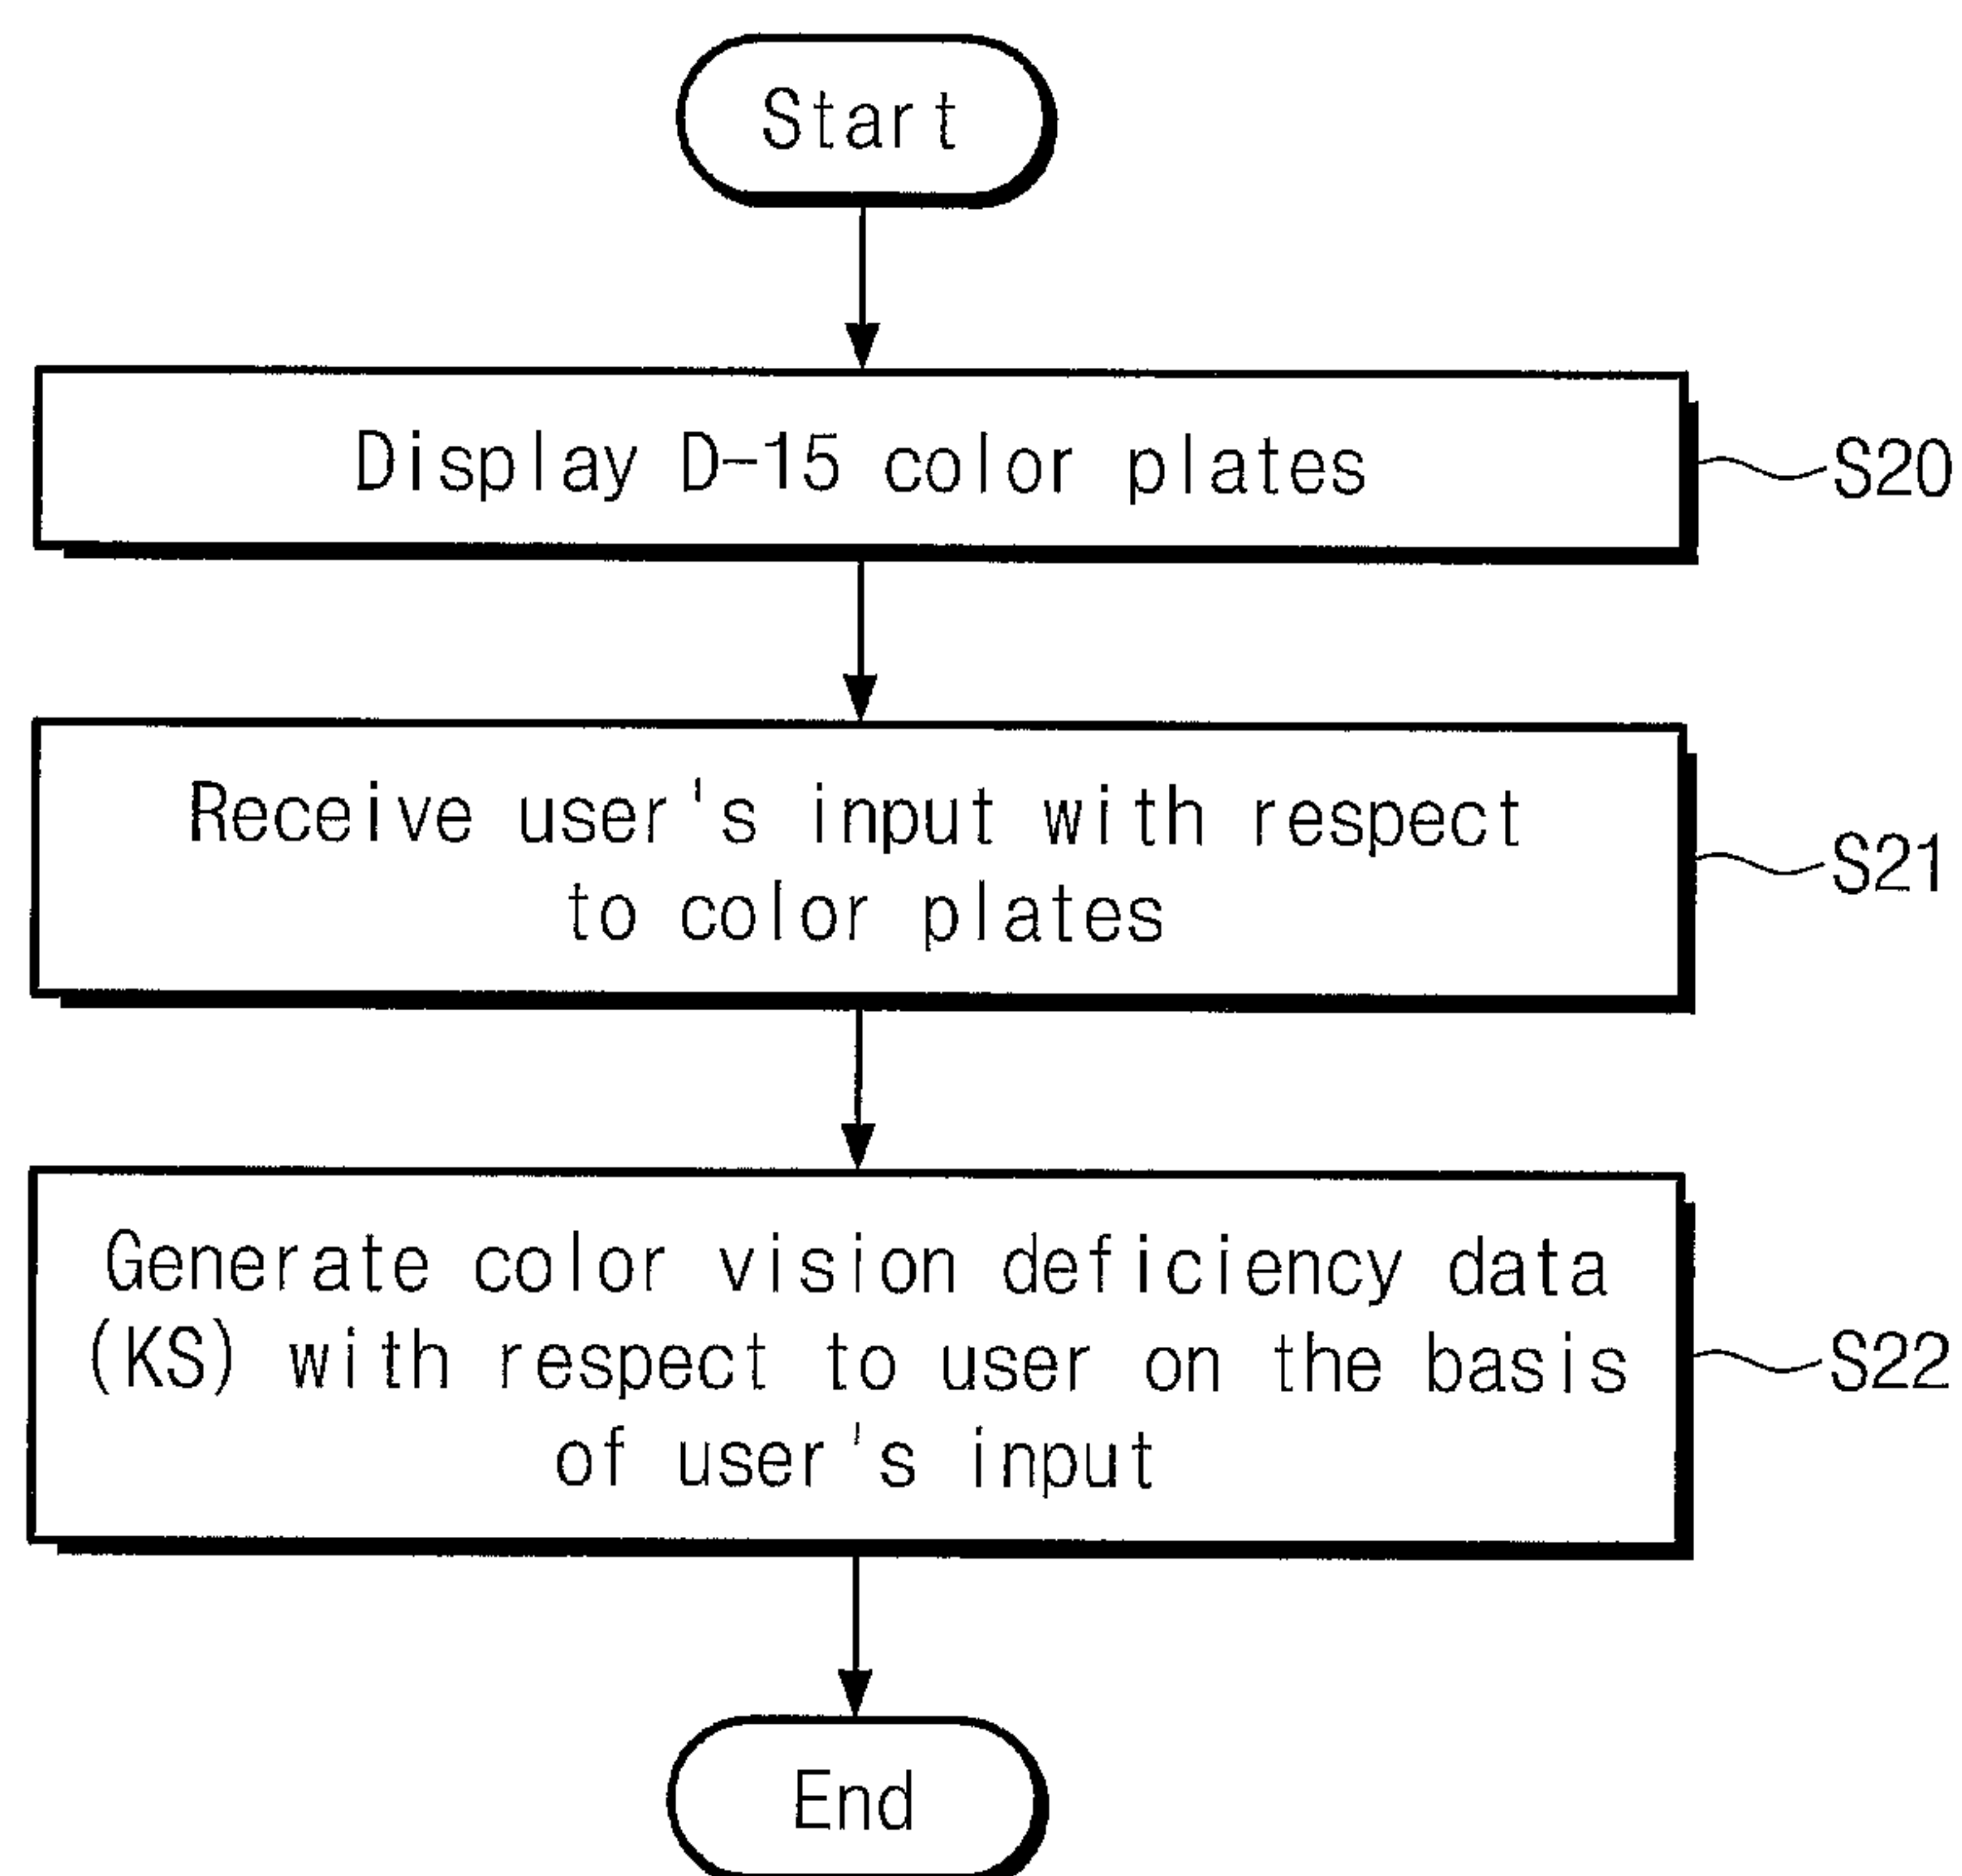 Start
Display D-15 color plates
S20
Receive user's input with respect
to color plates
S21
Generate color vision deficiency data
(KS) with respect to user on the basis
of user's input
S22
End